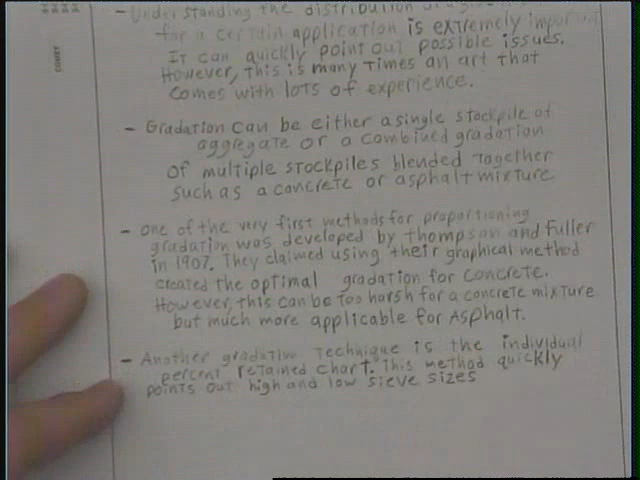 - Understanding the distribution
for a certain application is extremely
It can quickly point out possible issues.
However, this is many times an art that
comes with lots of experience.
- Gradation can be either a single stockpile of
aggregate or a combined gradation
of multiple stockpiles blended together
such as a concrete or asphalt mixture
- One of the very first methods for proportioning
gradation was developed by Thompson and Fuller
in 1907. They claimed using their graphical method
created the optimal gradation for concrete.
However, this can be too harsh for a concrete mixture
but much more applicable for Asphalt.
- Another gradation technique is the individual
percent retained chart. This method quickly
points out high and low sieve sizes
COMET